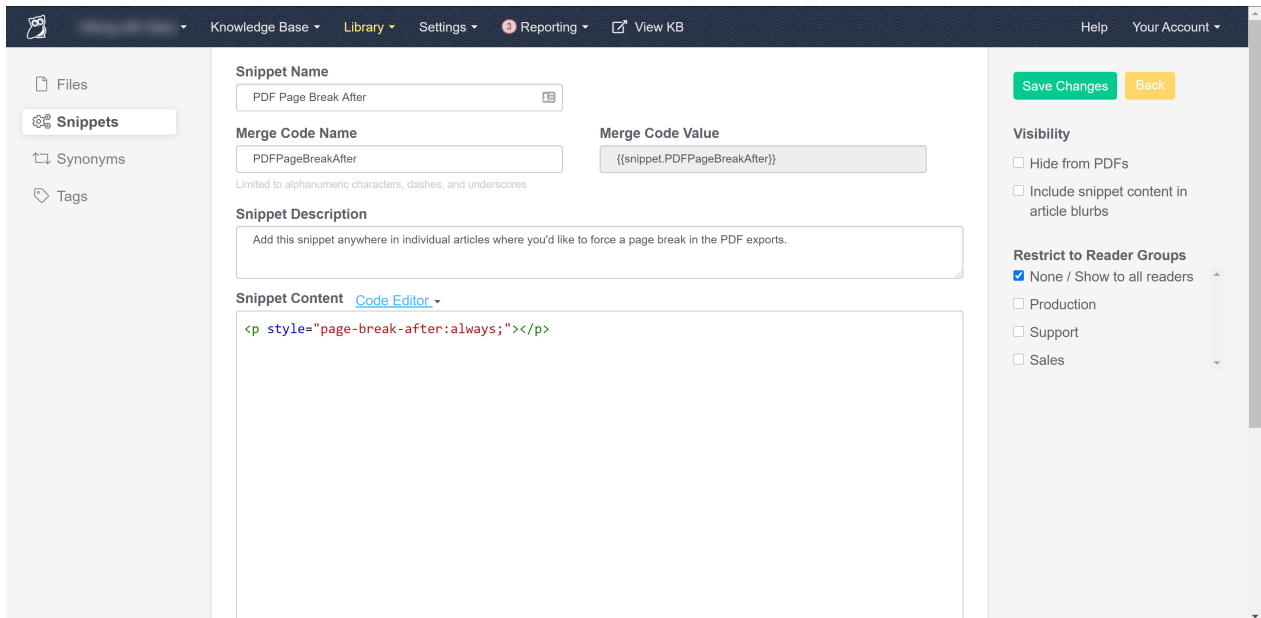 Knowledge Base Library Settings 3 Reporting View KB Help Your Account
Files
Snippets
Synonyms
Tags
Snippet Name
PDF Page Break After
Merge Code Name
PDFPageBreakAfter
Limited to alphanumeric characters, dashes, and underscores
Merge Code Value
{{snippet.PDFPageBreakAfter}}
Snippet Description
Add this snippet anywhere in individual articles where you'd like to force a page break in the PDF exports.
Snippet Content Code Editor
<p style="page-break-after:always;"></p>
Save Changes Back
Visibility
Hide from PDFs
Include snippet content in
article blurbs
Restrict to Reader Groups
None / Show to all readers
Production
Support
Sales